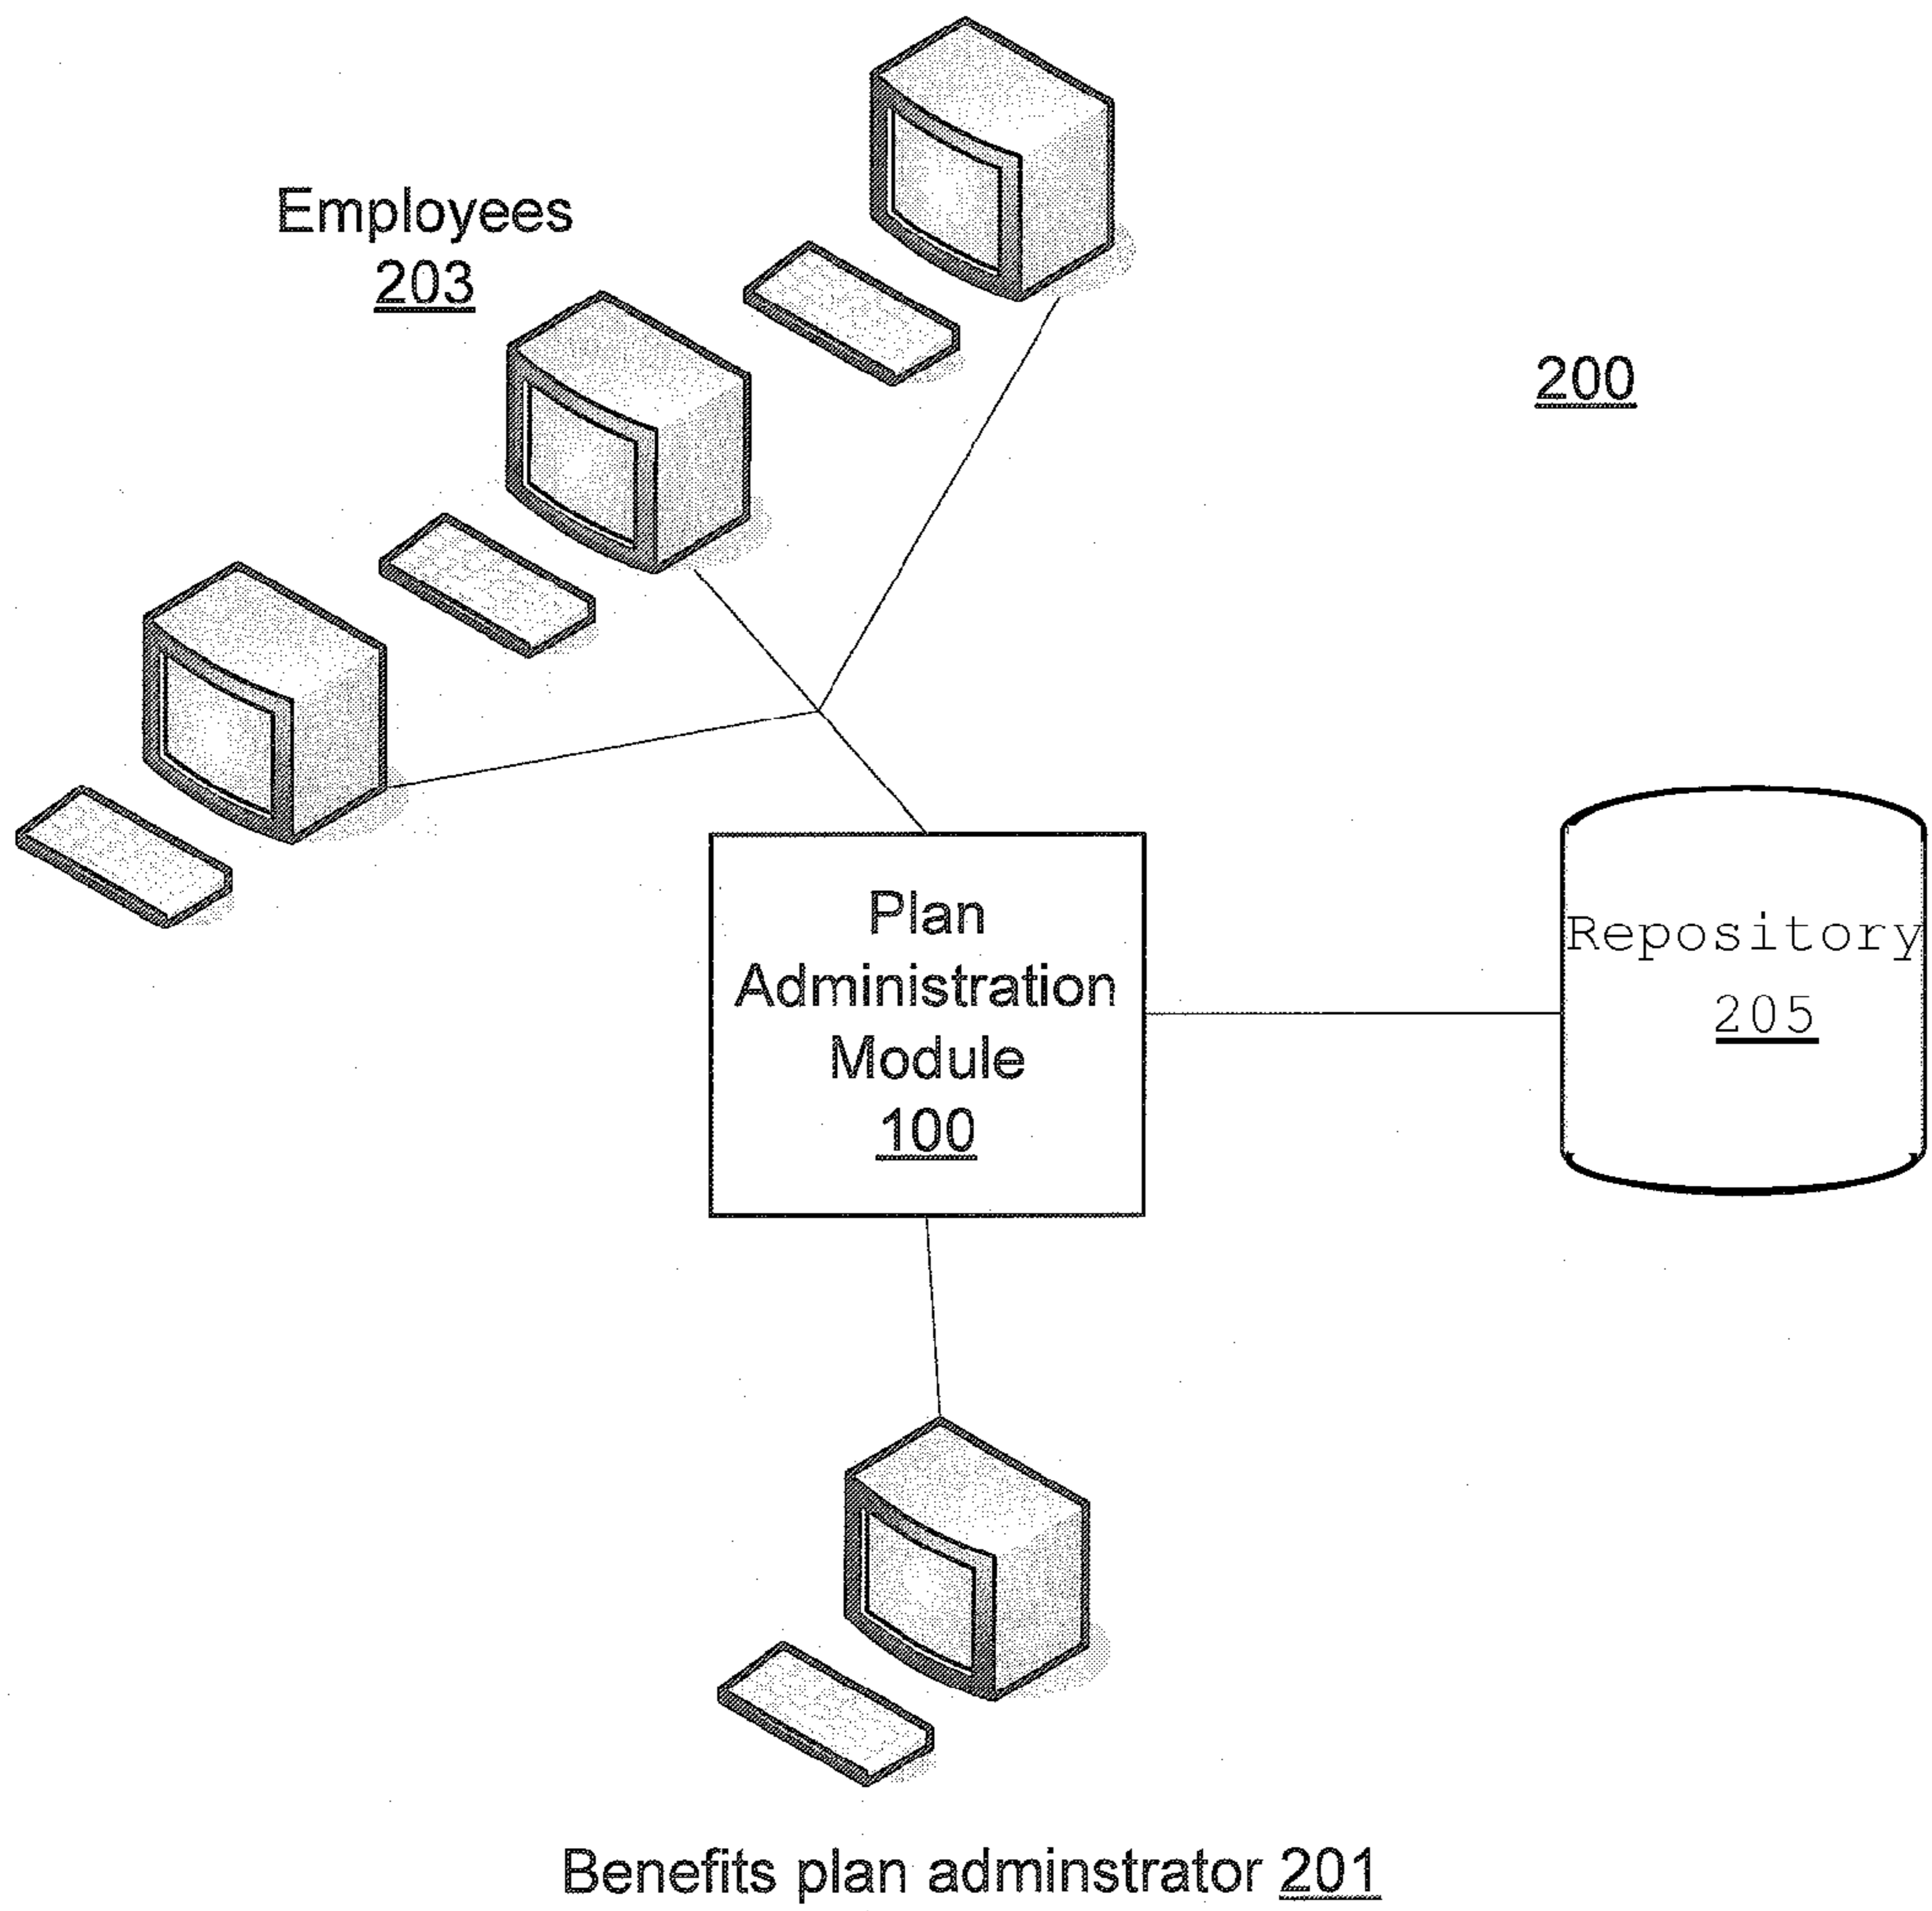 Employees
203
200
Plan
Administration
Module
100
Repository
205
Benefits plan adminstrator 201